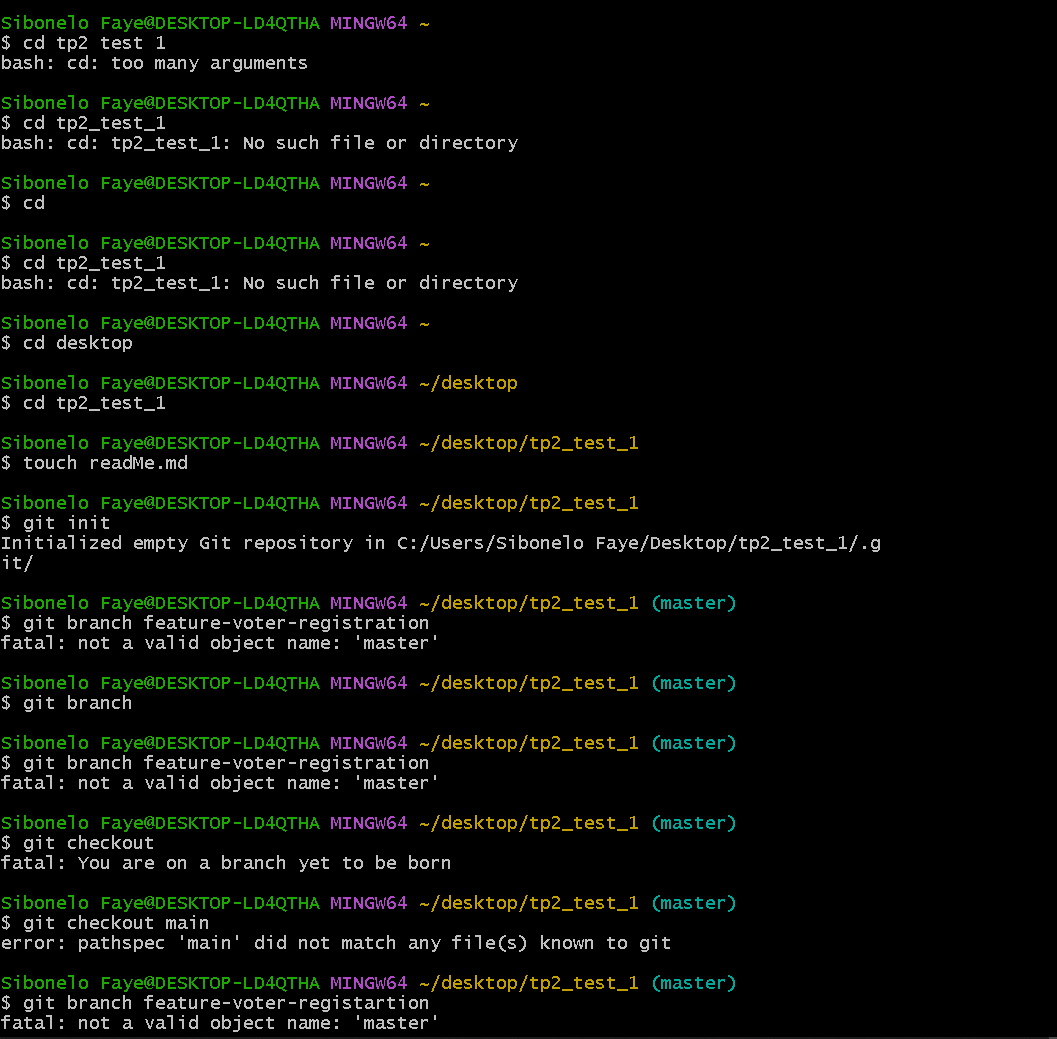 Sibonelo Faye@DESKTOP-LD4QTHA MINGW64 ~
$ cd tp2 test 1
bash: cd: too many arguments
Sibonelo Faye@DESKTOP-LD4QTHA MINGW64 ~
$ cd tp2_test_1
bash: cd: tp2_test_1: No such file or directory
Sibonelo Faye@DESKTOP-LD4QTHA MINGW64 ~
$ cd
Sibonelo Faye@DESKTOP-LD4QTHA MINGW64 ~
$ cd tp2_test_1
bash: cd: tp2_test_1: No such file or directory
Sibonelo Faye@DESKTOP-LD4QTHA MINGW64 ~
$ cd desktop
Sibonelo Faye@DESKTOP-LD4QTHA MINGW64 ~/desktop
$ cd tp2_test_1
Sibonelo Faye@DESKTOP-LD4QTHA MINGW64 ~/desktop/tp2_test_1
$ touch readMe.md
Sibonelo Faye@DESKTOP-LD4QTHA MINGW64 ~/desktop/tp2_test_1
$ git init
Initialized empty Git repository in C:/Users/Sibonelo Faye/Desktop/tp2_test_1/.g
it/
Sibonelo Faye@DESKTOP-LD4QTHA MINGW64 ~/desktop/tp2_test_1 (master)
$ git branch feature-voter-registration
fatal: not a valid object name: 'master'
Sibonelo Faye@DESKTOP-LD4QTHA MINGW64 ~/desktop/tp2_test_1 (master)
$ git branch
Sibonelo Faye@DESKTOP-LD4QTHA MINGW64 ~/desktop/tp2_test_1 (master)
$ git branch feature-voter-registration
fatal: not a valid object name: 'master'
Sibonelo Faye@DESKTOP-LD4QTHA MINGW64 ~/desktop/tp2_test_1 (master)
$ git checkout
fatal: You are on a branch yet to be born
Sibonelo Faye@DESKTOP-LD4QTHA MINGW64 ~/desktop/tp2_test_1 (master)
$ git checkout main
error: pathspec 'main' did not match any file(s) known to git
Sibonelo Faye@DESKTOP-LD4QTHA MINGW64 ~/desktop/tp2_test_1 (master)
$ git branch feature-voter-registartion
fatal: not a valid object name: 'master'